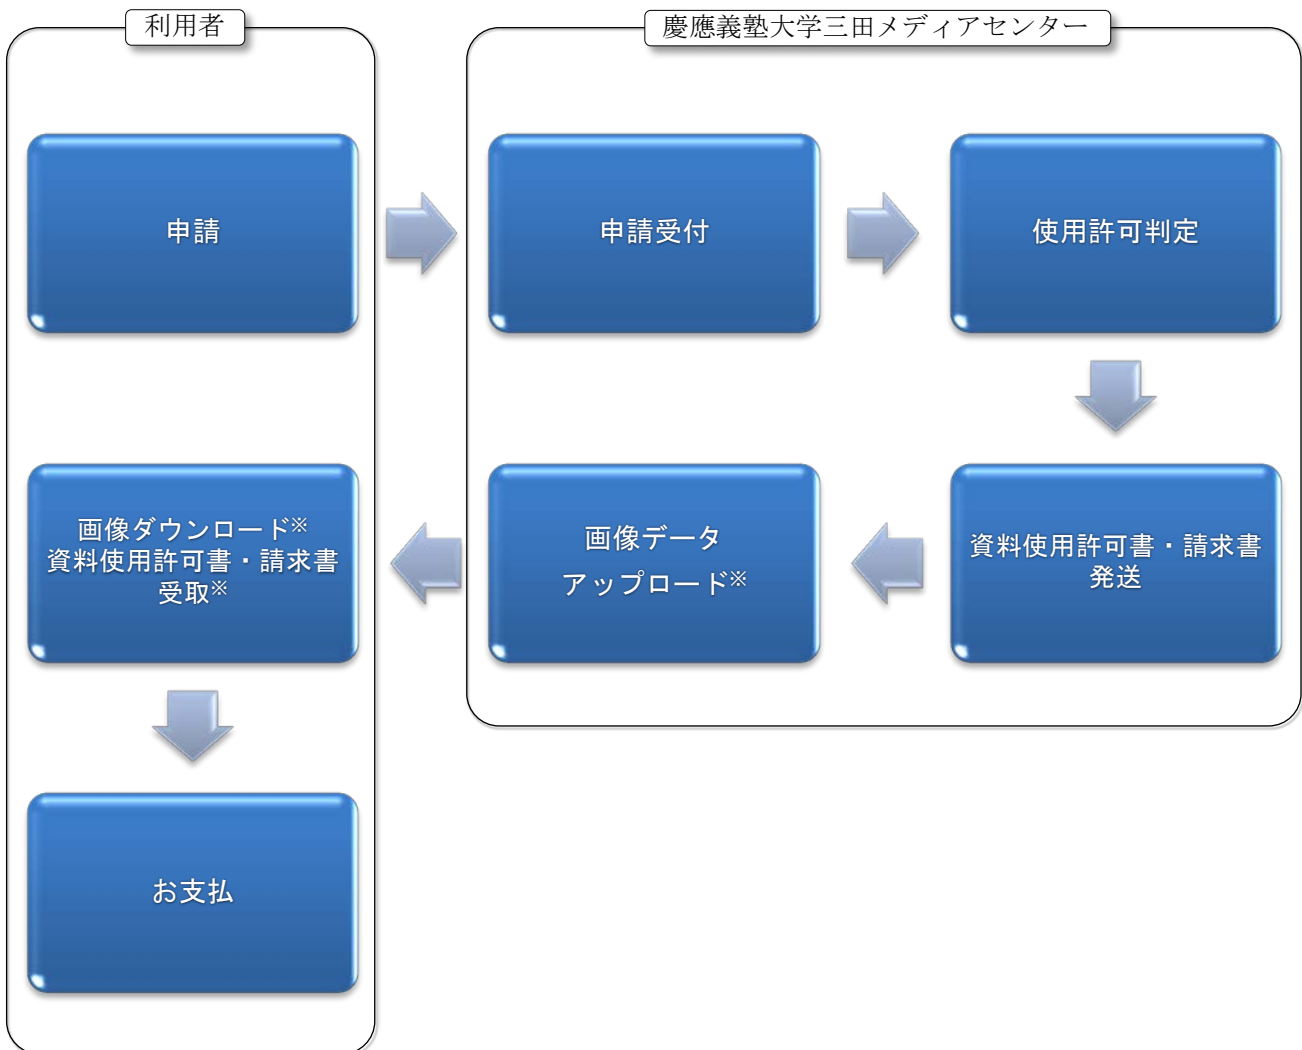 利用者
慶應義塾大学三田メディアセンター
申請
申請受付
使用許可判定
画像ダウンロード※
資料使用許可書・請求書
受取※
画像データ
アップロード※
資料使用許可書・請求書
発送
お支払